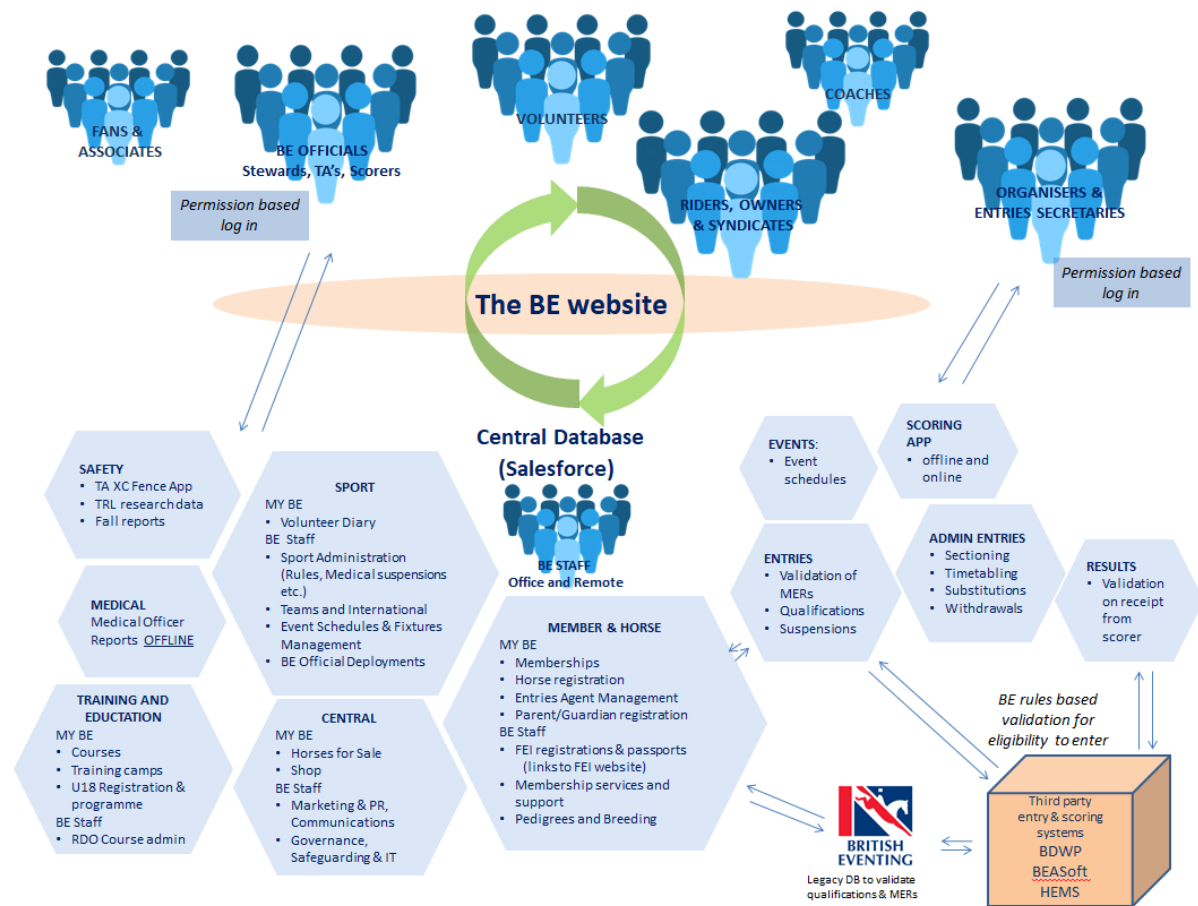 FANS &
ASSOCIATES
BE OFFICIALS
Stewards, TA's, Scorers
Permission based
log in
VOLUNTEERS
COACHES
RIDERS, OWNERS
& SYNDICATES
ORGANISERS &
ENTRIES SECRETARIES
Permission based
log in
The BE website
Central Database
(Salesforce)
BE STAFF
Office and Remote
SAFETY
• TA XC Fence App
• TRL research data
• Fall reports
MEDICAL
Medical Officer
Reports OFFLINE
TRAINING AND
EDUCTATION
MY BE
• Courses
• Training camps
• U18 Registration &
programme
BE Staff
• RDO Course admin
SPORT
MY BE
• Volunteer Diary
BE Staff
• Sport Administration
(Rules, Medical suspensions
etc.)
• Teams and International
• Event Schedules & Fixtures
Management
• BE Official Deployments
CENTRAL
MY BE
• Horses for Sale
• Shop
BE Staff
• Marketing & PR,
Communications
• Governance,
Safeguarding & IT
MEMBER & HORSE
MY BE
• Memberships
• Horse registration
• Entries Agent Management
• Parent/Guardian registration
BE Staff
• FEI registrations & passports
(links to FEI website)
• Membership services and
support
• Pedigrees and Breeding
EVENTS:
• Event
schedules
SCORING
APP
• offline and
online
ENTRIES
• Validation of
MERs
• Qualifications
• Suspensions
ADMIN ENTRIES
• Sectioning
• Timetabling
• Substitutions
• Withdrawals
RESULTS
• Validation
on receipt
from
scorer
BE rules based
validation for
eligibility to enter
BRITISH
EVENTING
Legacy DB to validate
qualifications & MERs
Third party
entry & scoring
systems
BDWP
BEASoft
HEMS